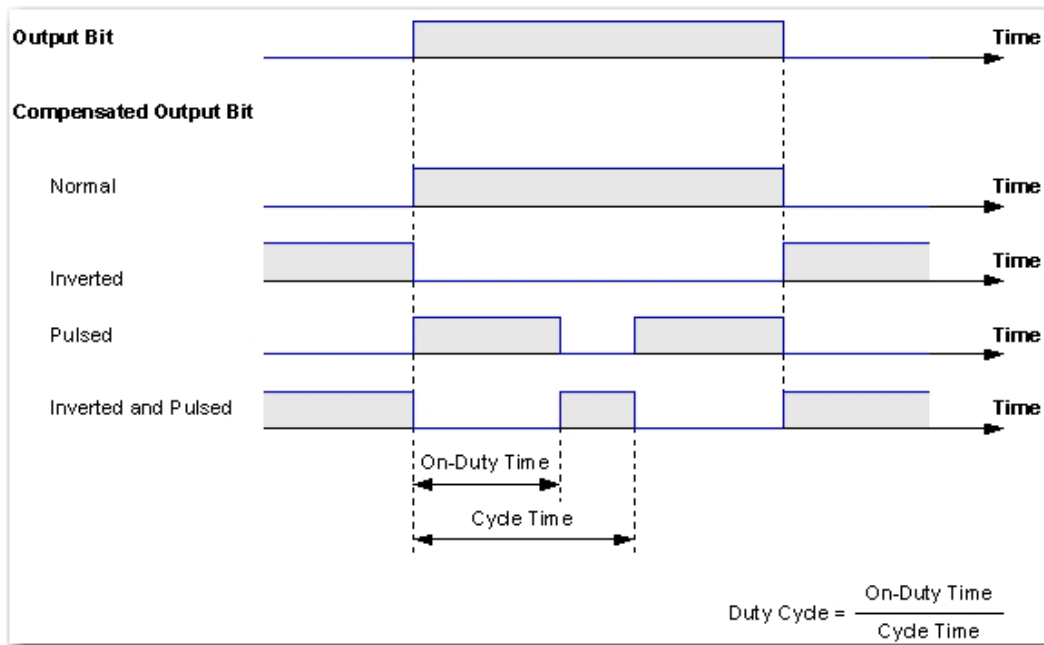 Output Bit
Time
Compensated Output Bit
Normal
Time
Inverted
Time
Pulsed
Time
Inverted and Pulsed
Time
On-Duty Time
Cycle Time
Duty Cycle = On-Duty Time
Cycle Time